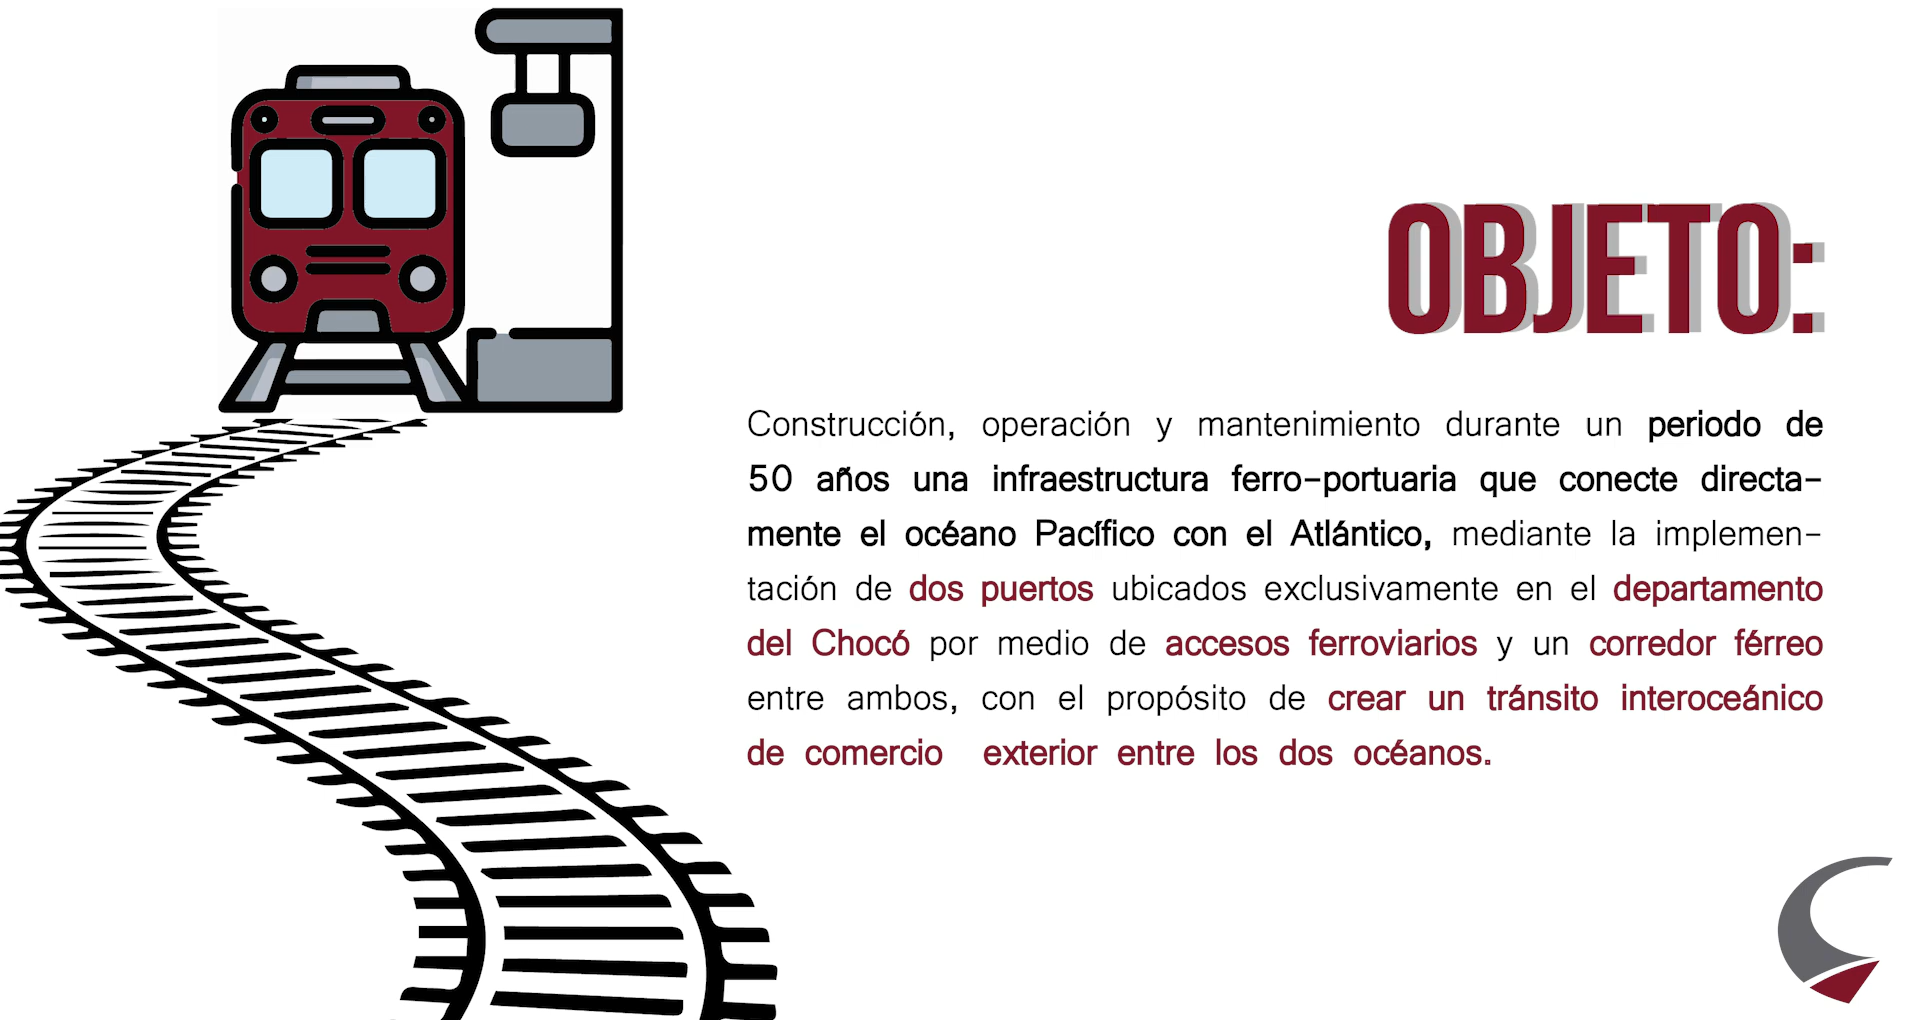 OBJETO:
Construcción, operación y mantenimiento durante un periodo de
50 años una infraestructura ferro-portuaria que conecte directa-
mente el océano Pacífico con el Atlántico, mediante la implemen-
tación de dos puertos ubicados exclusivamente en el departamento
del Chocó por medio de accesos ferroviarios y un corredor férreo
entre ambos, con el propósito de crear un tránsito interoceánico
de comercio exterior entre los dos océanos.